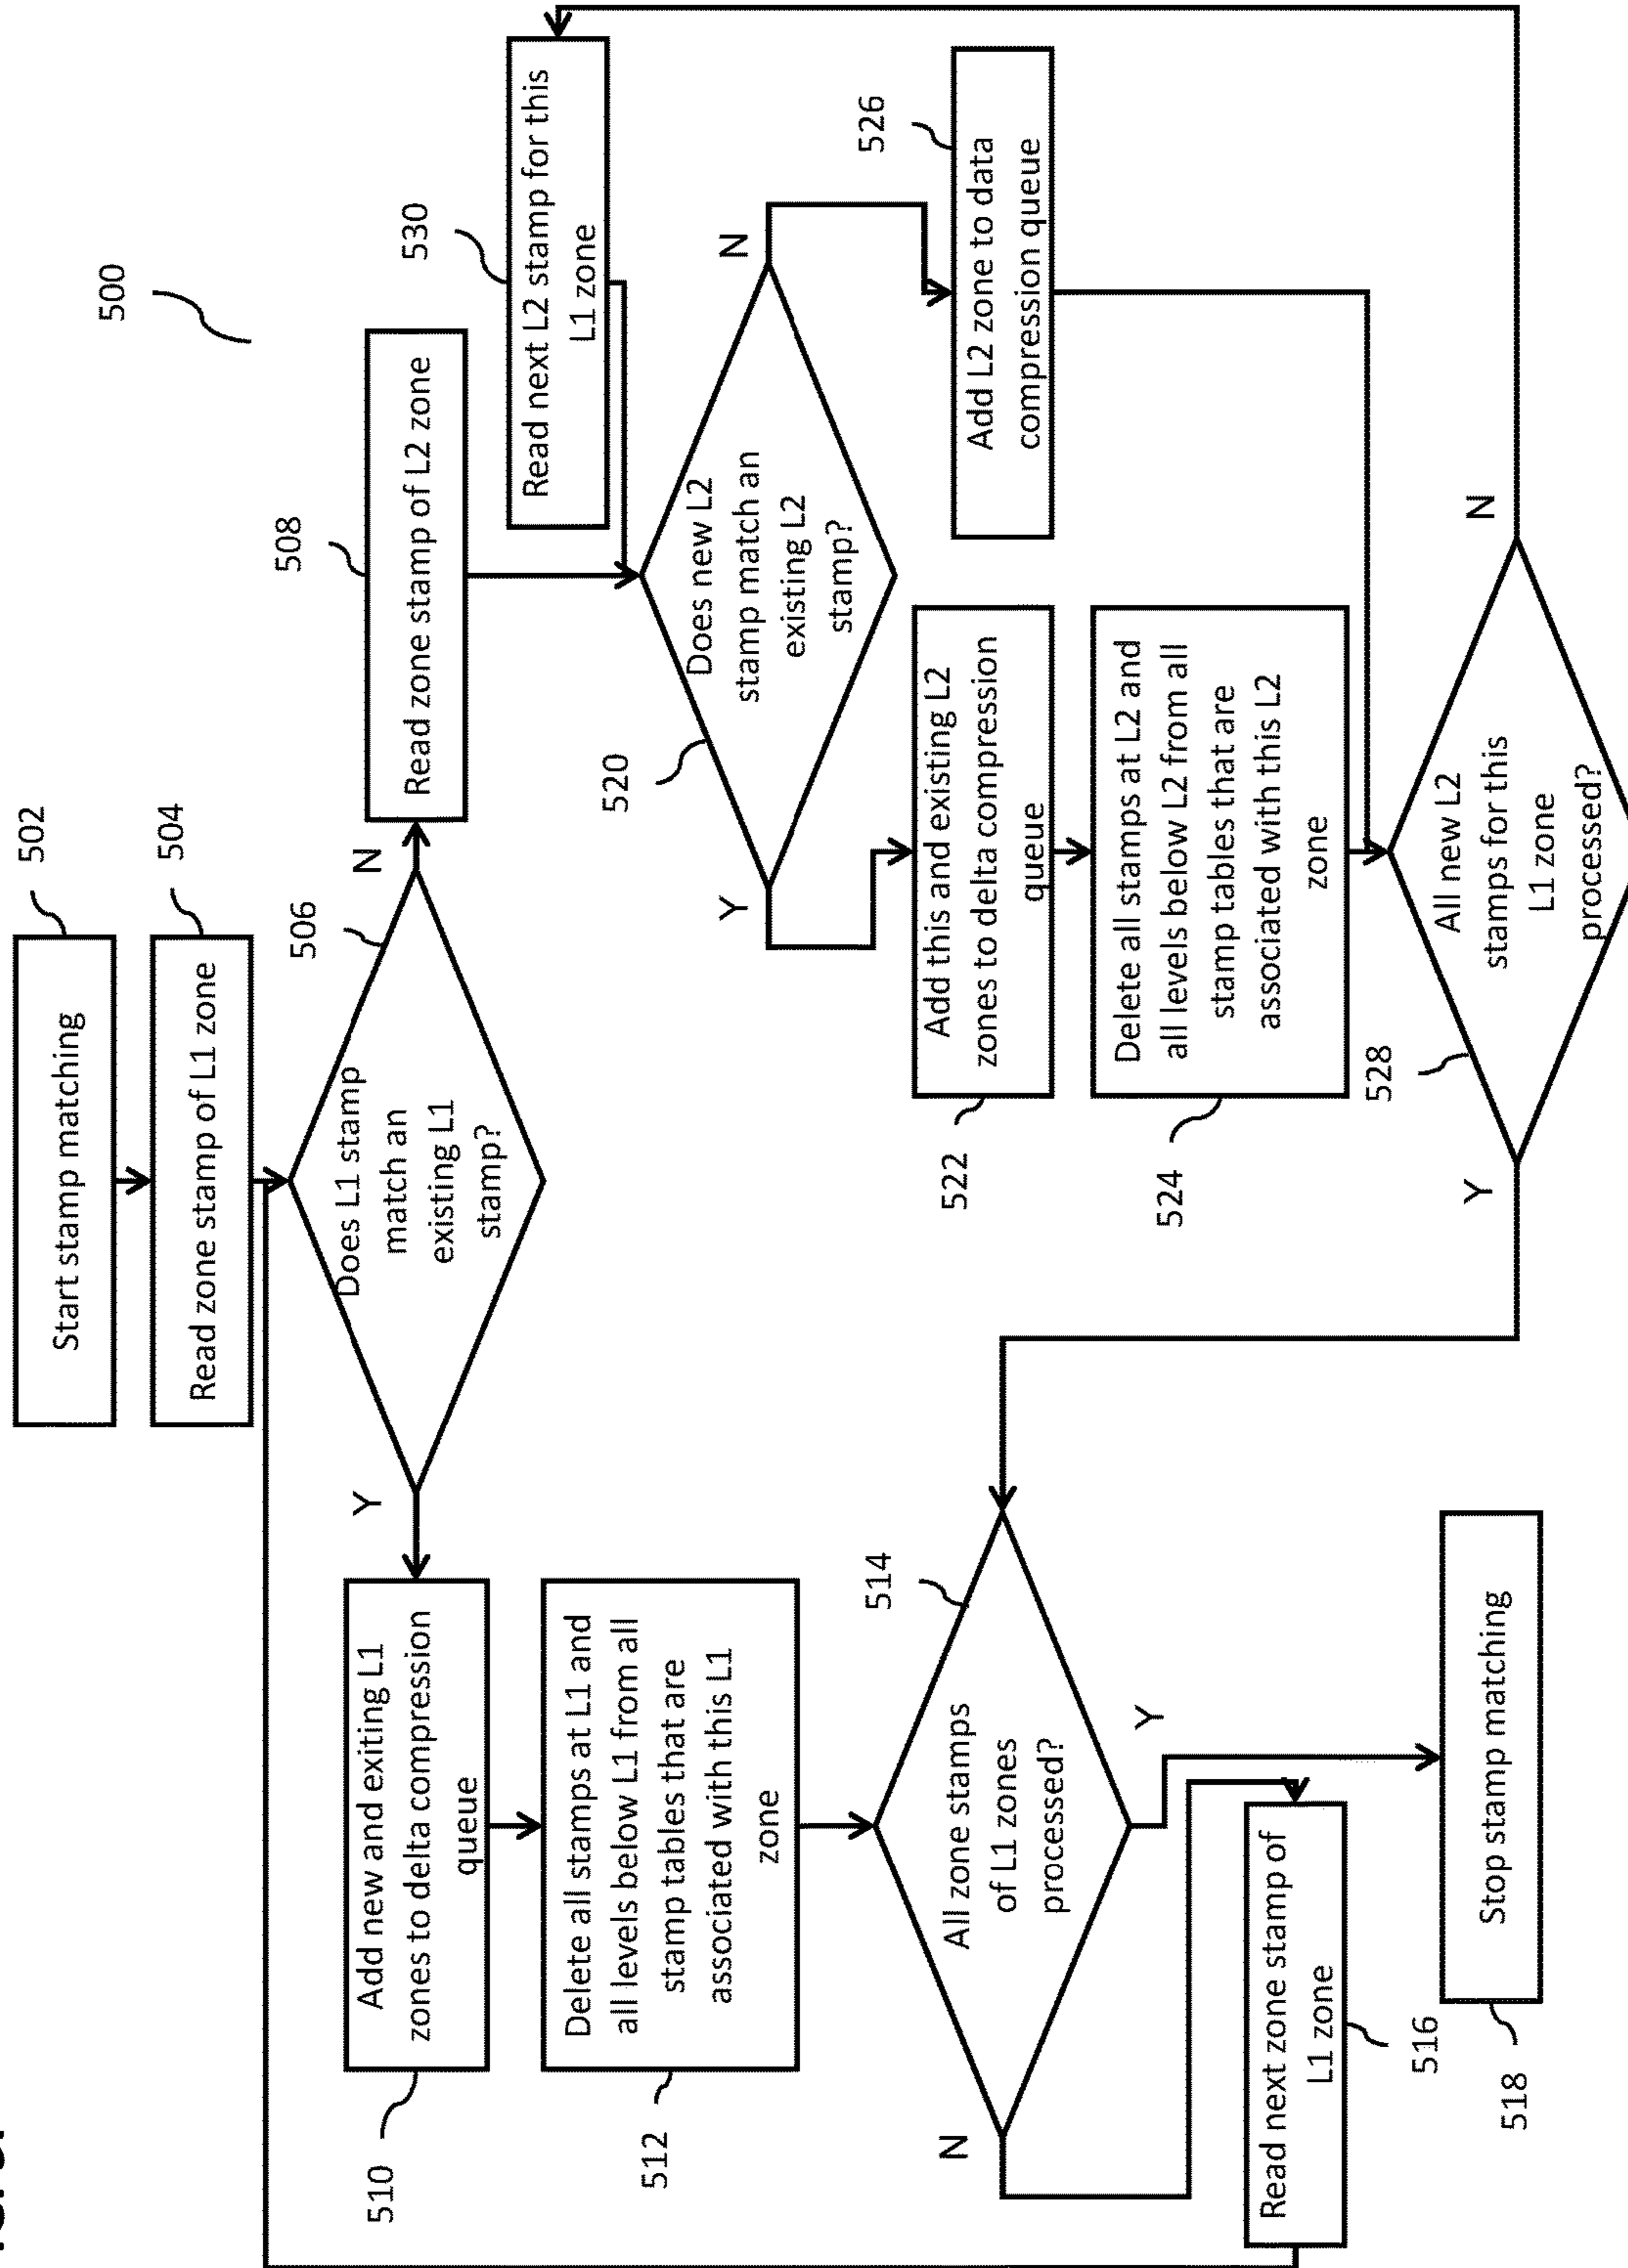 500
Start stamp matching
502
Read zone stamp of L1 zone
504
Does L1 stamp
match an
existing L1
stamp?
506
Y
N
Read zone stamp of L2 zone
508
Add new and exiting L1
zones to delta compression
queue
510
Delete all stamps at L1 and
all levels below L1 from all
stamp tables that are
associated with this L1
zone
512
All zone stamps
of L1 zones
processed?
514
N
Y
Read next zone stamp of
L1 zone
516
Stop stamp matching
518
Read next L2 stamp for this
L1 zone
530
Does new L2
stamp match an
existing L2
stamp?
520
Y
N
Add this and existing L2
zones to delta compression
queue
522
Delete all stamps at L2 and
all levels below L2 from all
stamp tables that are
associated with this L2
zone
524
Add L2 zone to data
compression queue
526
All new L2
stamps for this
L1 zone
processed?
528
Y
N